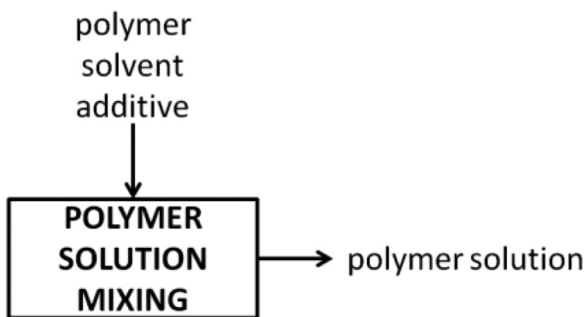 polymer
solvent
additive
POLYMER
SOLUTION
MIXING
polymer solution